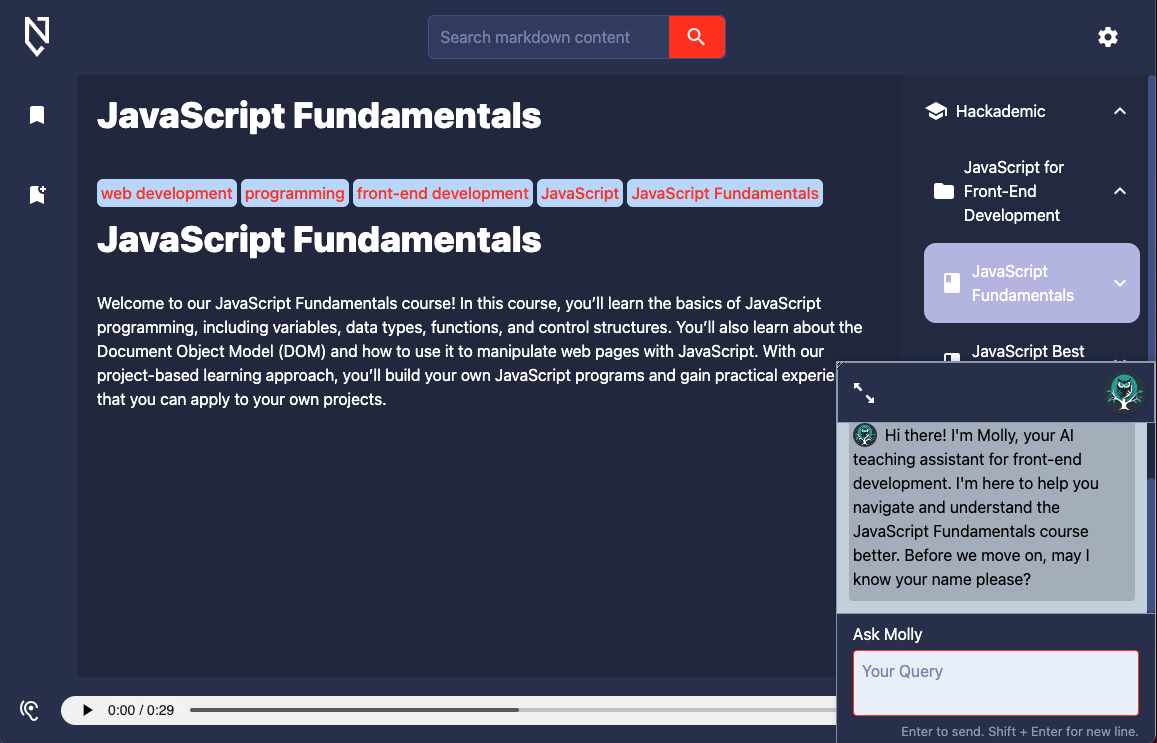 Search markdown content
JavaScript Fundamentals
web development programming front-end development JavaScript JavaScript Fundamentals
JavaScript Fundamentals
Welcome to our JavaScript Fundamentals course! In this course, you’ll learn the basics of JavaScript
programming, including variables, data types, functions, and control structures. You’ll also learn about the
Document Object Model (DOM) and how to use it to manipulate web pages with JavaScript. With our
project-based learning approach, you’ll build your own JavaScript programs and gain practical experie
that you can apply to your own projects.
Hackademic
JavaScript for
Front-End
Development
JavaScript
Fundamentals
JavaScript Best
Hi there! I'm Molly, your AI
teaching assistant for front-end
development. I'm here to help you
navigate and understand the
JavaScript Fundamentals course
better. Before we move on, may I
know your name please?
Ask Molly
Your Query
Enter to send. Shift + Enter for new line.
0:00 / 0:29